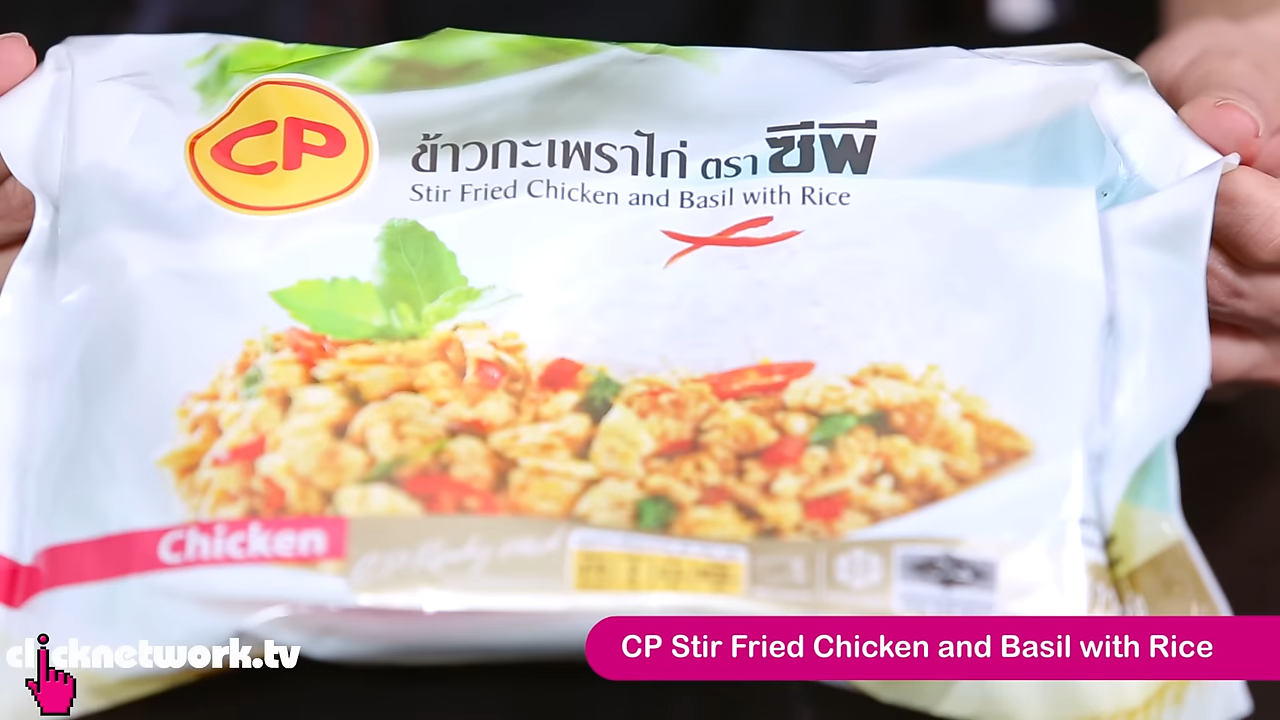 CP
ข้าวกะเพราไก่ ตรา ซีพี
Stir Fried Chicken and Basil with Rice
Chicken
clicknetwork.tv
CP Stir Fried Chicken and Basil with Rice